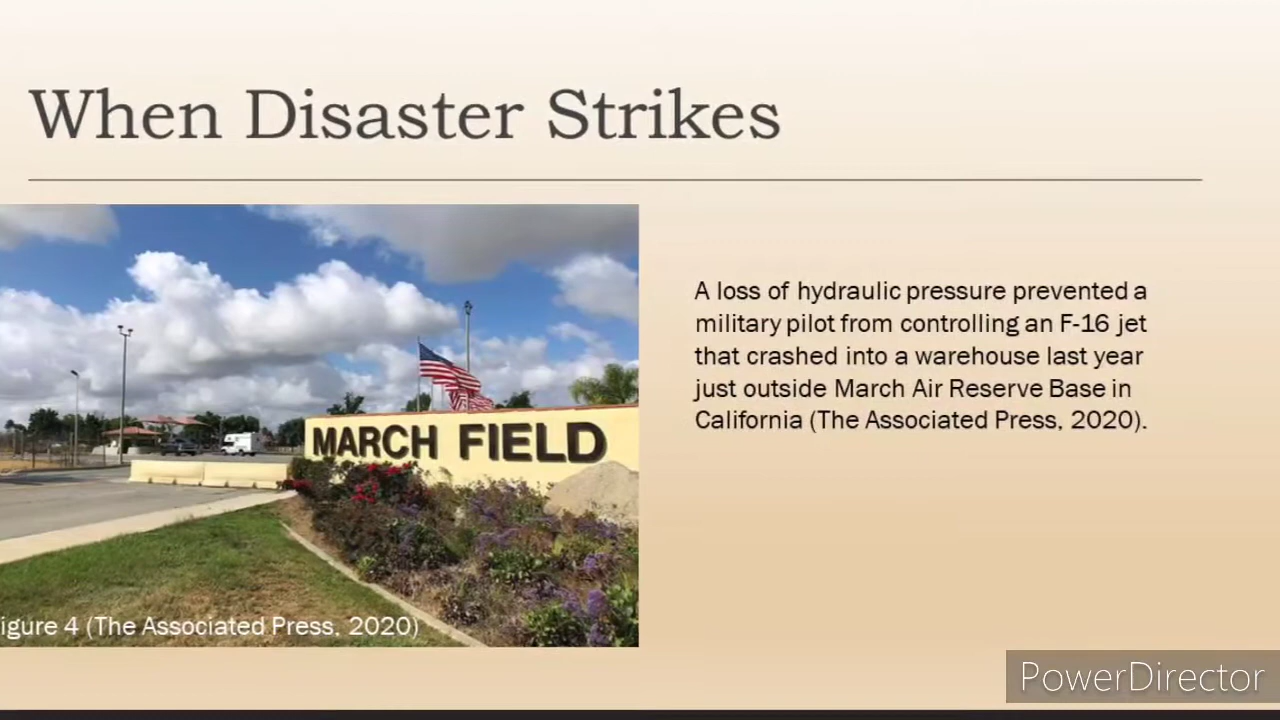 When Disaster Strikes
MARCH FIELD
A loss of hydraulic pressure prevented a
military pilot from controlling an F-16 jet
that crashed into a warehouse last year
just outside March Air Reserve Base in
California (The Associated Press, 2020).
igure 4 (The Associated Press, 2020)
PowerDirector